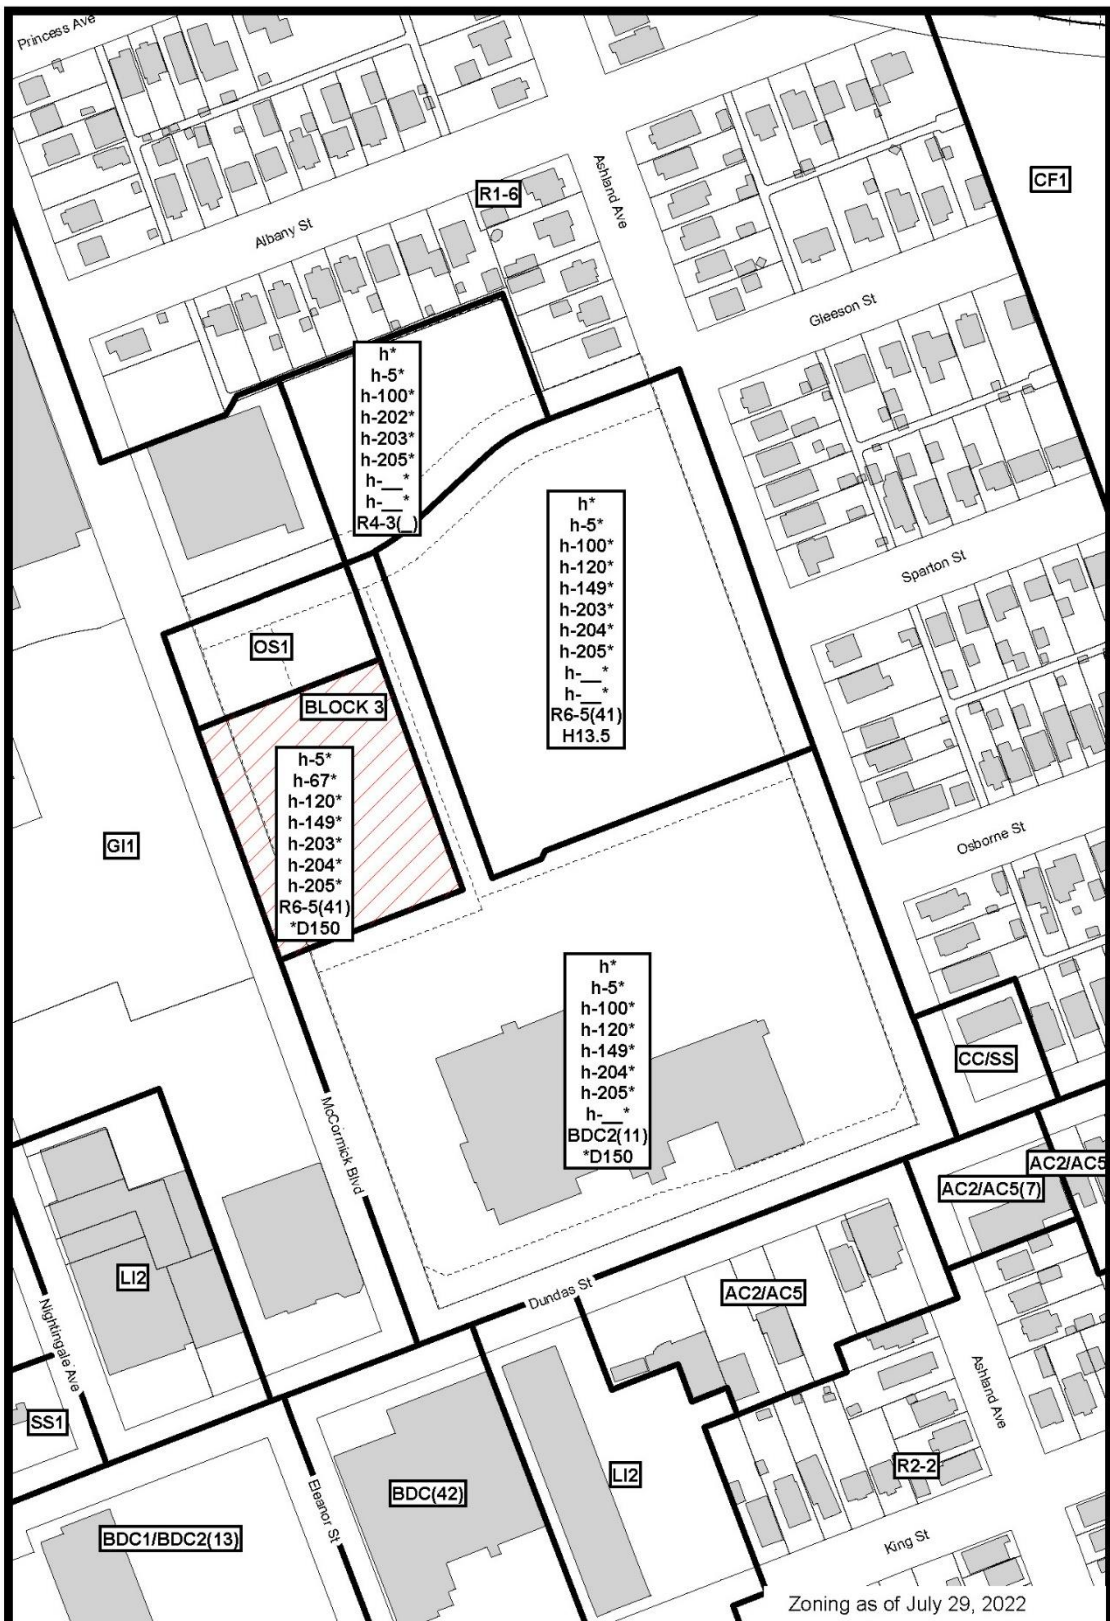 Princess Ave
Albany St
R1-6
Ashland Ave
CF1
Gleeson St
h*
h-5*
h-100*
h-202*
h-203*
h-205*
h-__*
h-__*
R4-3(_)
h*
h-5*
h-100*
h-120*
h-149*
h-203*
h-204*
h-205*
h-__*
h-__*
R6-5(41)
H13.5
Sparton St
OS1
BLOCK 3
h-5*
h-67*
h-120*
h-149*
h-203*
h-204*
h-205*
R6-5(41)
*D150
GI1
Osborne St
h*
h-5*
h-100*
h-120*
h-149*
h-204*
h-205*
h-__*
BDC2(11)
*D150
CC/SS
McCormick Blvd
AC2/AC5
AC2/AC5(7)
LI2
Dundas St
AC2/AC5
Nightingale Ave
Ashland Ave
SS1
R2-2
LI2
BDC(42)
Eleanor St
BDC1/BDC2(13)
King St
Zoning as of July 29, 2022